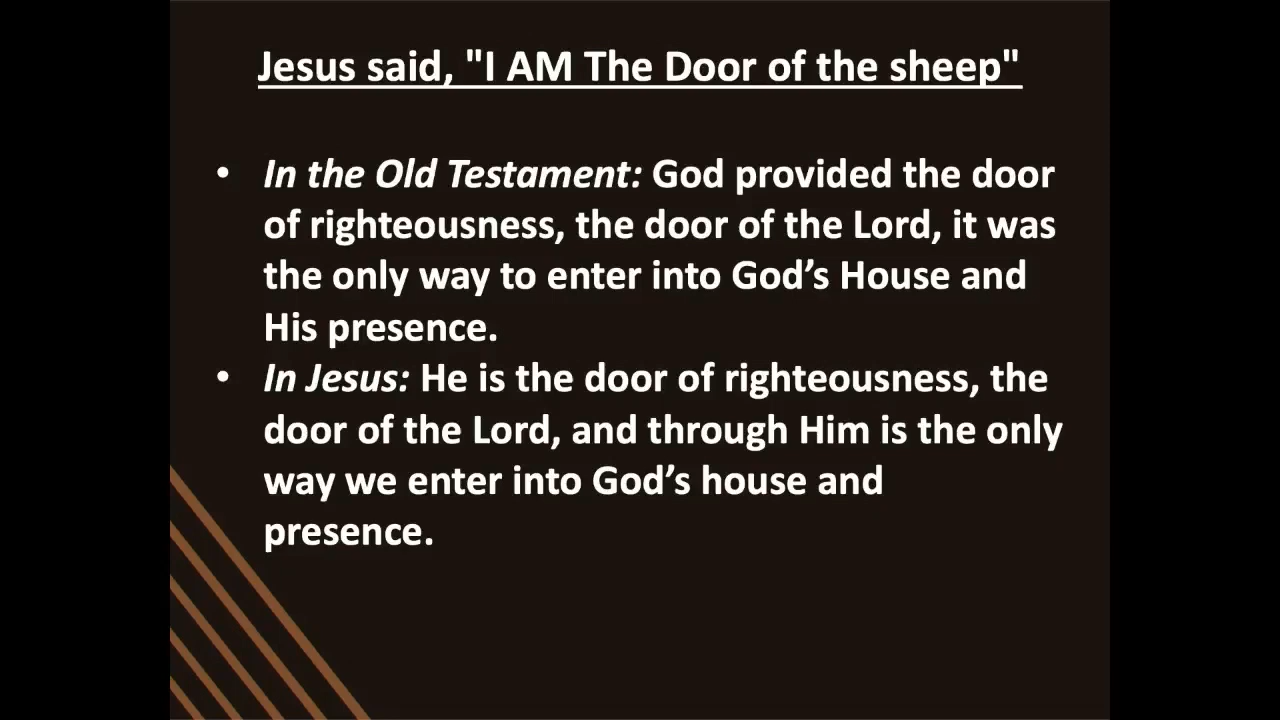 Jesus said, "I AM The Door of the sheep"
• In the Old Testament: God provided the door
of righteousness, the door of the Lord, it was
the only way to enter into God’s House and
His presence.
• In Jesus: He is the door of righteousness, the
door of the Lord, and through Him is the only
way we enter into God’s house and
presence.